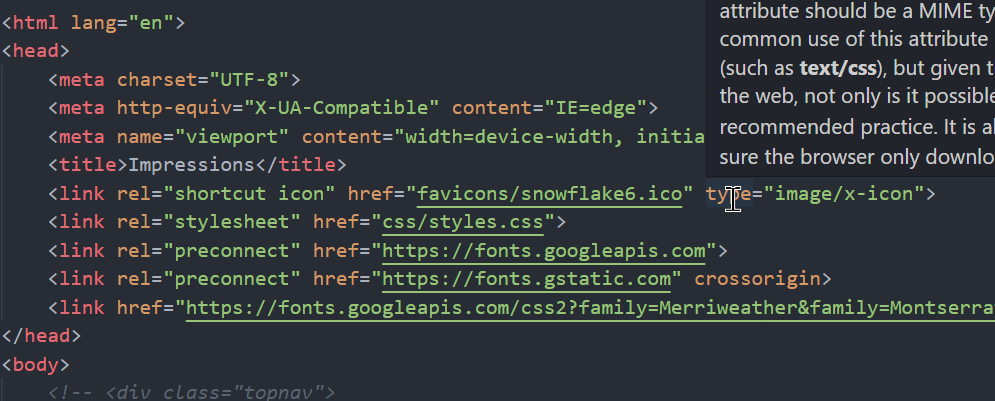 <html lang="en">
<head>
<meta charset="UTF-8">
<meta http-equiv="X-UA-Compatible" content="IE=edge">
<meta name="viewport" content="width=device-width, initia
<title>Impressions</title>
<link rel="shortcut icon" href="favicons/snowflake6.ico" type="image/x-icon">
<link rel="stylesheet" href="css/styles.css">
<link rel="preconnect" href="https://fonts.googleapis.com">
<link rel="preconnect" href="https://fonts.gstatic.com" crossorigin>
<link href="https://fonts.googleapis.com/css2?family=Merriweather&family=Montserra
</head>
<body>
<!-- <div class="topnav">
attribute should be a MIME ty
common use of this attribute
(such as text/css), but given t
the web, not only is it possible
recommended practice. It is al
sure the browser only downlo